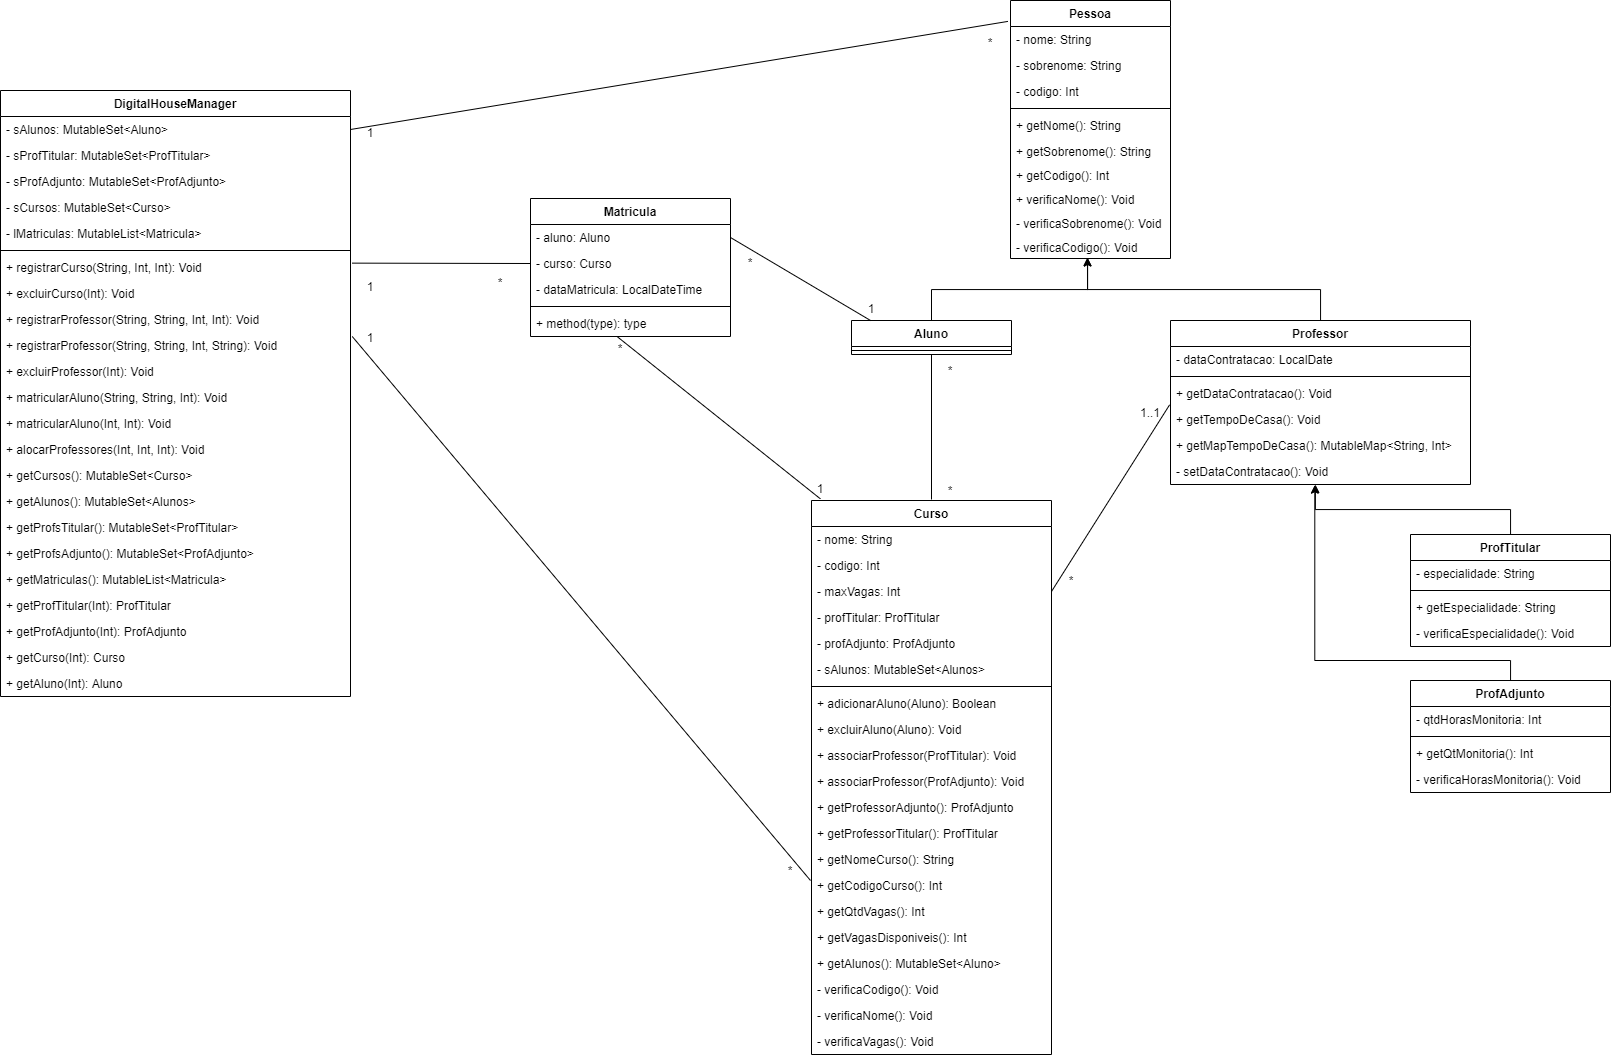 Pessoa
- nome: String
- sobrenome: String
- codigo: Int
+ getNome(): String
+ getSobrenome(): String
+ getCodigo(): Int
+ verificaNome(): Void
- verificaSobrenome(): Void
- verificaCodigo(): Void
*
1
DigitalHouseManager
- sAlunos: MutableSet<Aluno>
- sProfTitular: MutableSet<ProfTitular>
- sProfAdjunto: MutableSet<ProfAdjunto>
- sCursos: MutableSet<Curso>
- lMatriculas: MutableList<Matricula>
+ registrarCurso(String, Int, Int): Void
+ excluirCurso(Int): Void
+ registrarProfessor(String, String, Int, Int): Void
+ registrarProfessor(String, String, Int, String): Void
+ excluirProfessor(Int): Void
+ matricularAluno(String, String, Int): Void
+ matricularAluno(Int, Int): Void
+ alocarProfessores(Int, Int, Int): Void
+ getCursos(): MutableSet<Curso>
+ getAlunos(): MutableSet<Alunos>
+ getProfsTitular(): MutableSet<ProfTitular>
+ getProfsAdjunto(): MutableSet<ProfAdjunto>
+ getMatriculas(): MutableList<Matricula>
+ getProfTitular(Int): ProfTitular
+ getProfAdjunto(Int): ProfAdjunto
+ getCurso(Int): Curso
+ getAluno(Int): Aluno
1
*
1
*
Matricula
- aluno: Aluno
- curso: Curso
- dataMatricula: LocalDateTime
+ method(type): type
*
1
*
1
Aluno
*
*
Professor
- dataContratacao: LocalDate
+ getDataContratacao(): Void
+ getTempoDeCasa(): Void
+ getMapTempoDeCasa(): MutableMap<String, Int>
- setDataContratacao(): Void
1..1
*
Curso
- nome: String
- codigo: Int
- maxVagas: Int
- profTitular: ProfTitular
- profAdjunto: ProfAdjunto
- sAlunos: MutableSet<Alunos>
+ adicionarAluno(Aluno): Boolean
+ excluirAluno(Aluno): Void
+ associarProfessor(ProfTitular): Void
+ associarProfessor(ProfAdjunto): Void
+ getProfessorAdjunto(): ProfAdjunto
+ getProfessorTitular(): ProfTitular
+ getNomeCurso(): String
+ getCodigoCurso(): Int
+ getQtdVagas(): Int
+ getVagasDisponiveis(): Int
+ getAlunos(): MutableSet<Aluno>
- verificaCodigo(): Void
- verificaNome(): Void
- verificaVagas(): Void
ProfTitular
- especialidade: String
+ getEspecialidade: String
- verificaEspecialidade(): Void
ProfAdjunto
- qtdHorasMonitoria: Int
+ getQtMonitoria(): Int
- verificaHorasMonitoria(): Void